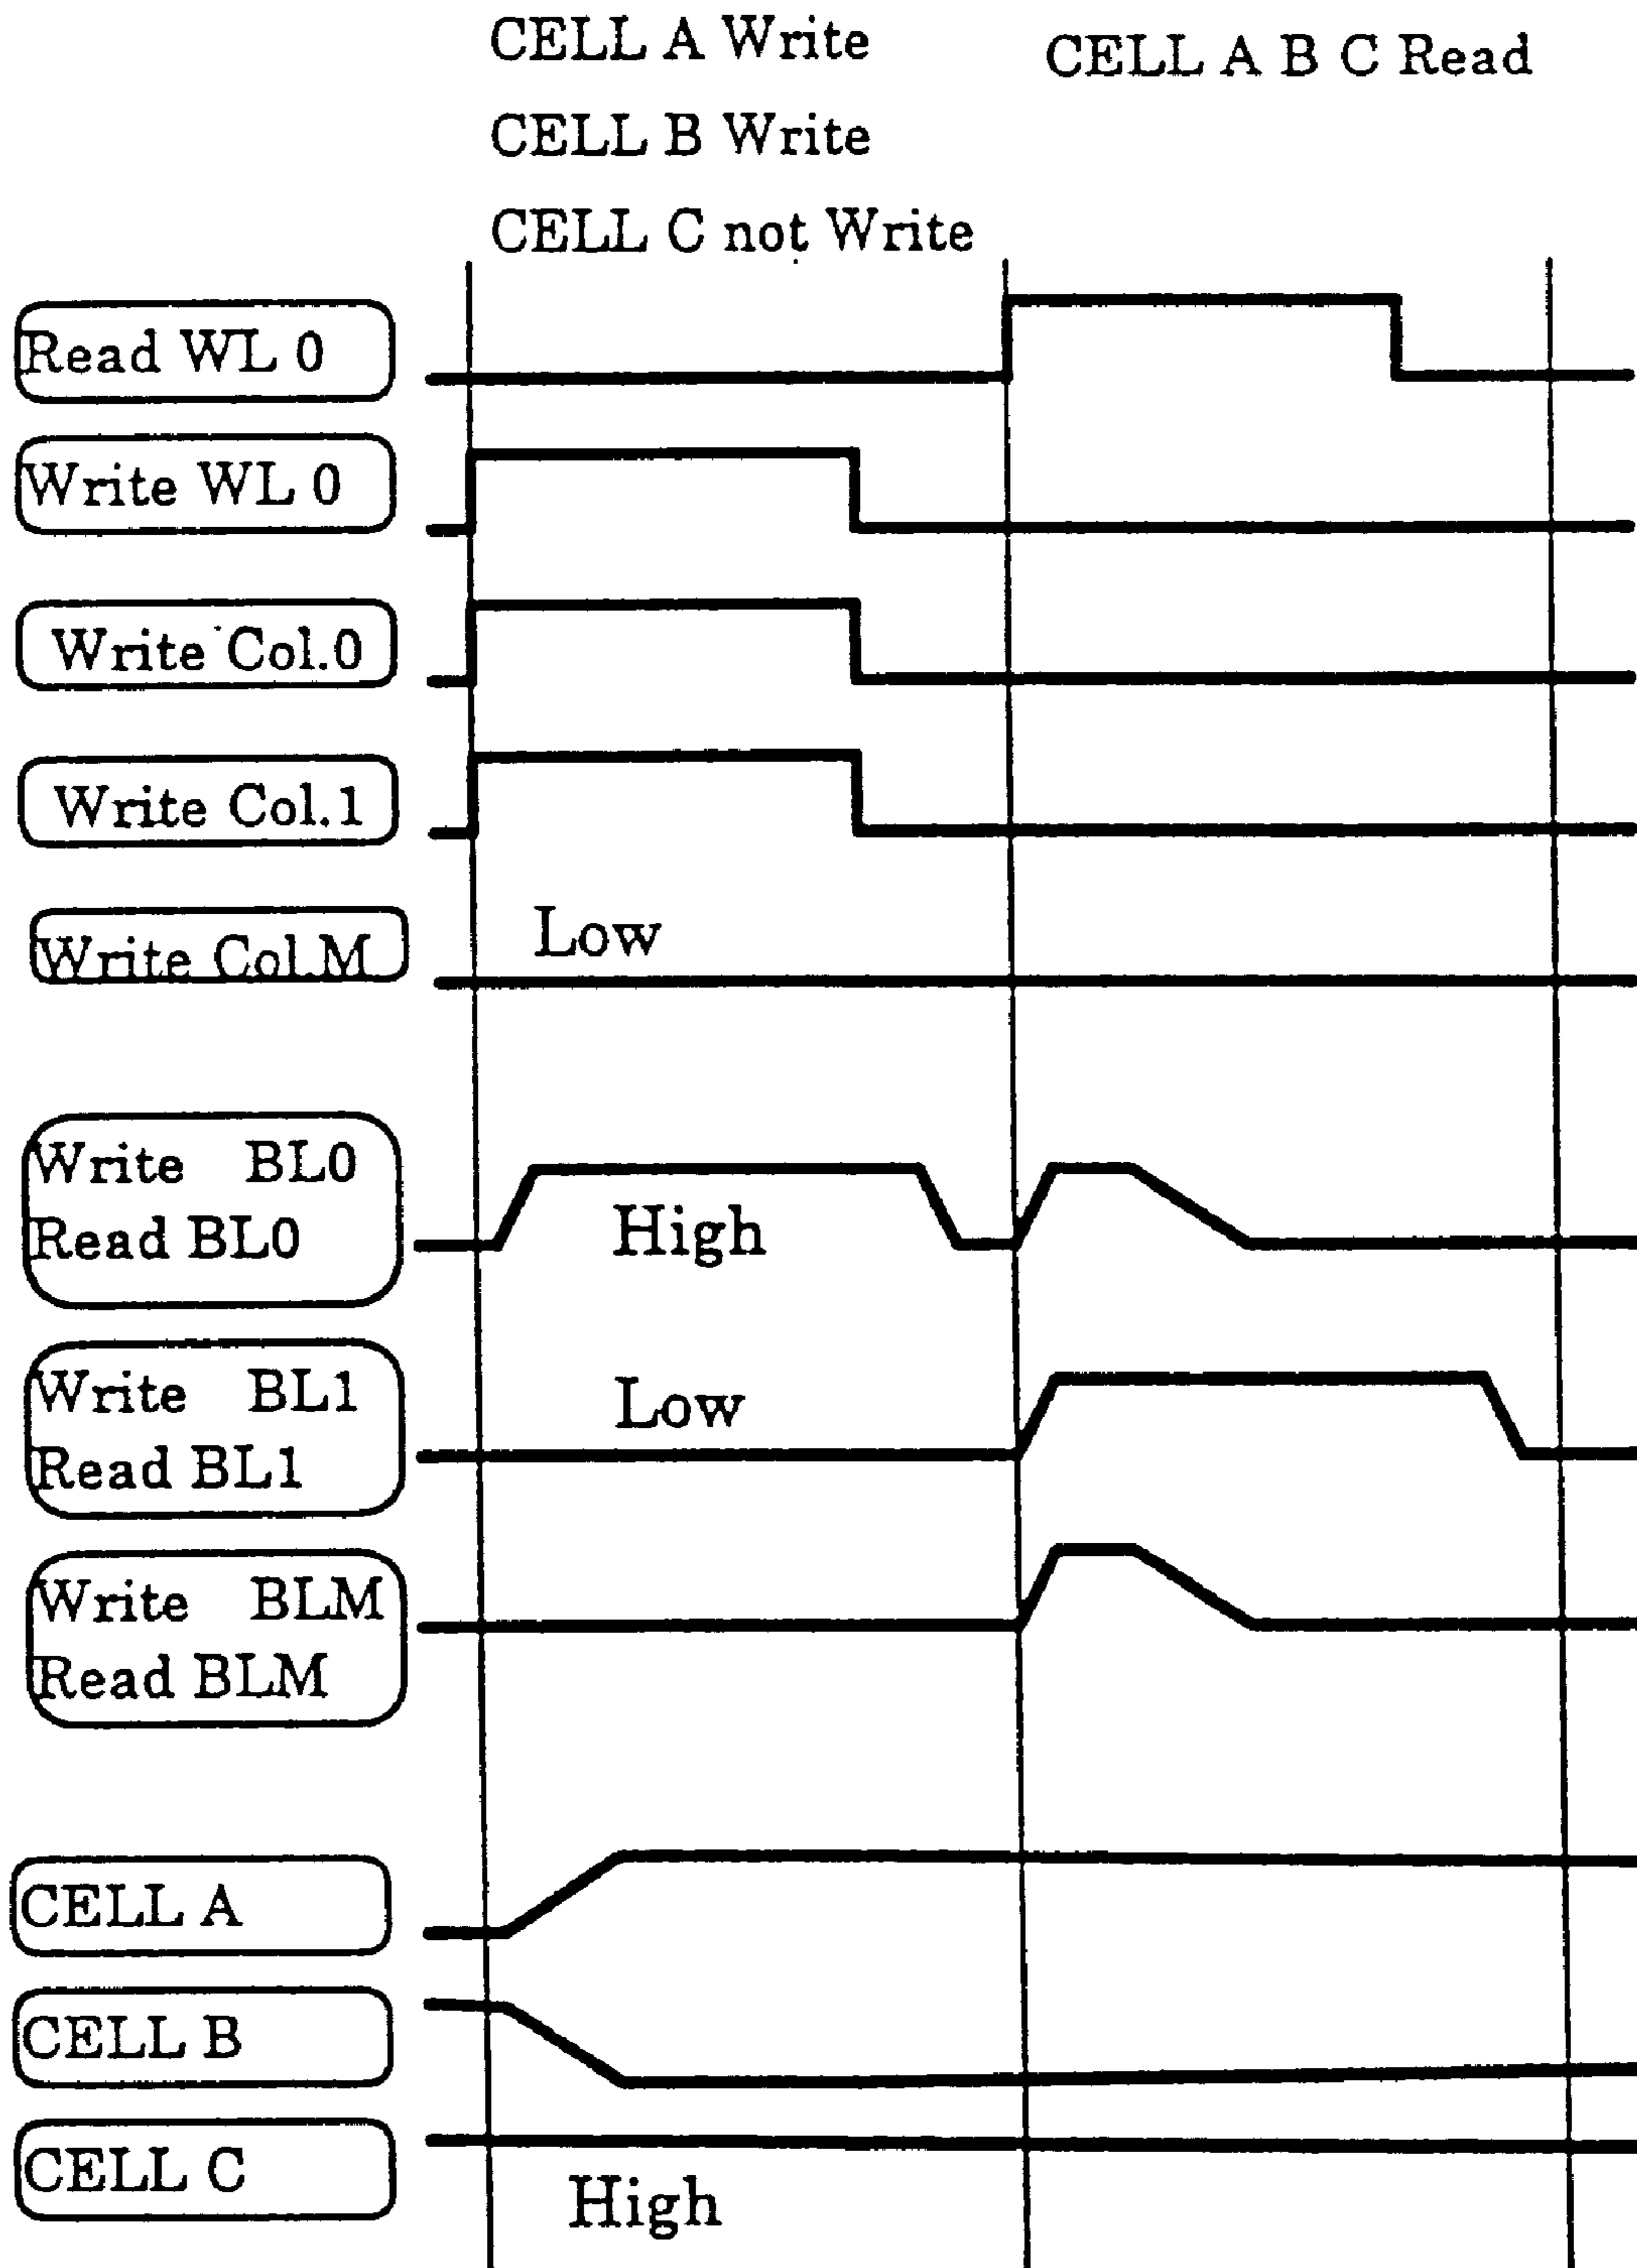 CELL A Write
CELL A B C Read
CELL B Write
CELL C not Write
Read WL 0
Write WL 0
Write Col.0
Write Col.1
Write Col.M
Low
Write BL0
Read BL0
High
Write BL1
Read BL1
Low
Write BLM
Read BLM
CELL A
CELL B
CELL C
High